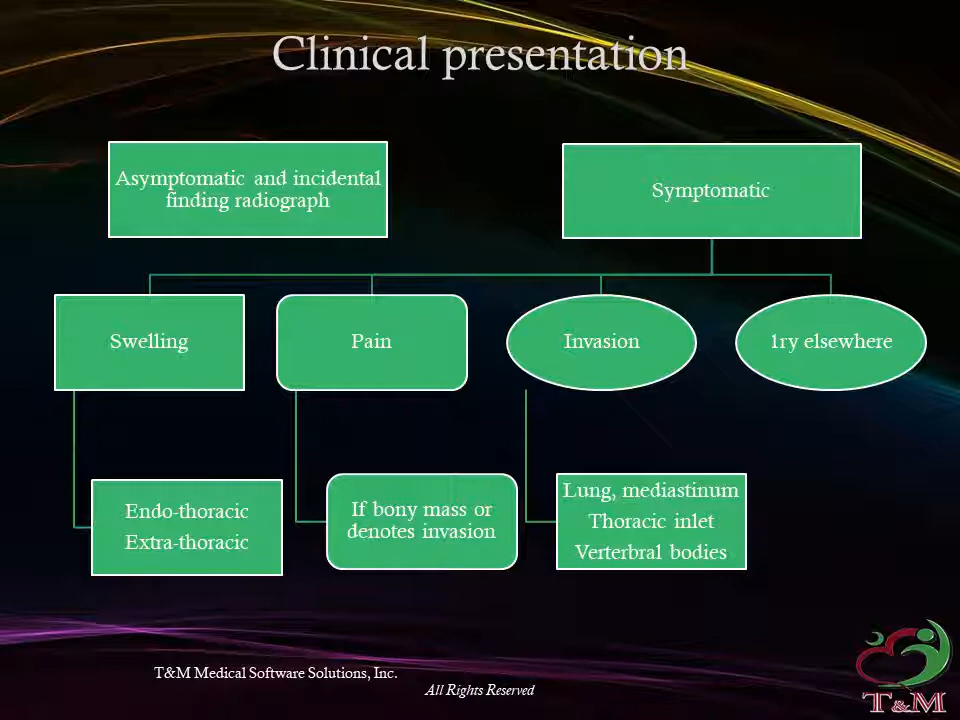 Clinical presentation
Asymptomatic and incidental
finding radiograph
Symptomatic
Swelling
Pain
Invasion
1ry elsewhere
Endo-thoracic
Extra-thoracic
If bony mass or
denotes invasion
Lung, mediastinum
Thoracic inlet
Verterbral bodies
T&M Medical Software Solutions, Inc.
All Rights Reserved
T&M